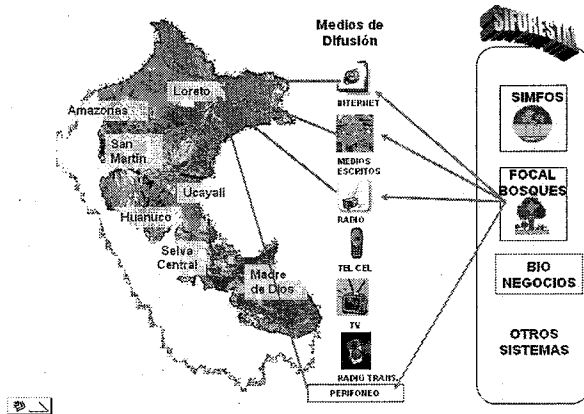 Medios de
Difusión
SIFORESTAL
Loreto
Amazonas
San
Martín
Ucayali
Huanuco
Selva
Central
Madre
de Dios
INTERNET
MEDIOS
ESCRITOS
RADIO
TEL CEL
TV
RADIO TRANS.
PERIFONEO
SIMFOS
FOCAL
BOSQUES
BIO
NEGOCIOS
OTROS
SISTEMAS